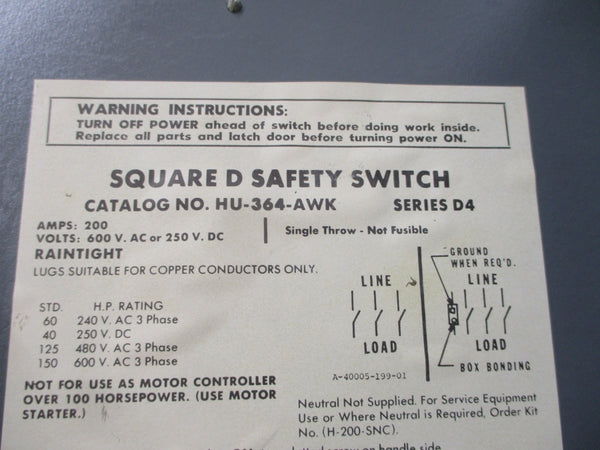 WARNING INSTRUCTIONS:
TURN OFF POWER ahead of switch before doing work inside.
Replace all parts and latch door before turning power ON.
SQUARE D SAFETY SWITCH
CATALOG NO. HU-364-AWK SERIES D4
AMPS: 200
VOLTS: 600 V. AC or 250 V. DC
Single Throw - Not Fusible
RAINTIGHT
LUGS SUITABLE FOR COPPER CONDUCTORS ONLY.
STD. H.P. RATING
60 240 V. AC 3 Phase
40 250 V. DC
125 480 V. AC 3 Phase
150 600 V. AC 3 Phase
NOT FOR USE AS MOTOR CONTROLLER
OVER 100 HORSEPOWER. (USE MOTOR
STARTER.)
GROUND
WHEN REQ'D.
LINE LINE
LOAD LOAD
BOX BONDING
A-40005-199-01
Neutral Not Supplied. For Service Equipment
Use or Where Neutral is Required, Order Kit
No. (H-200-SNC).
screw on handle side